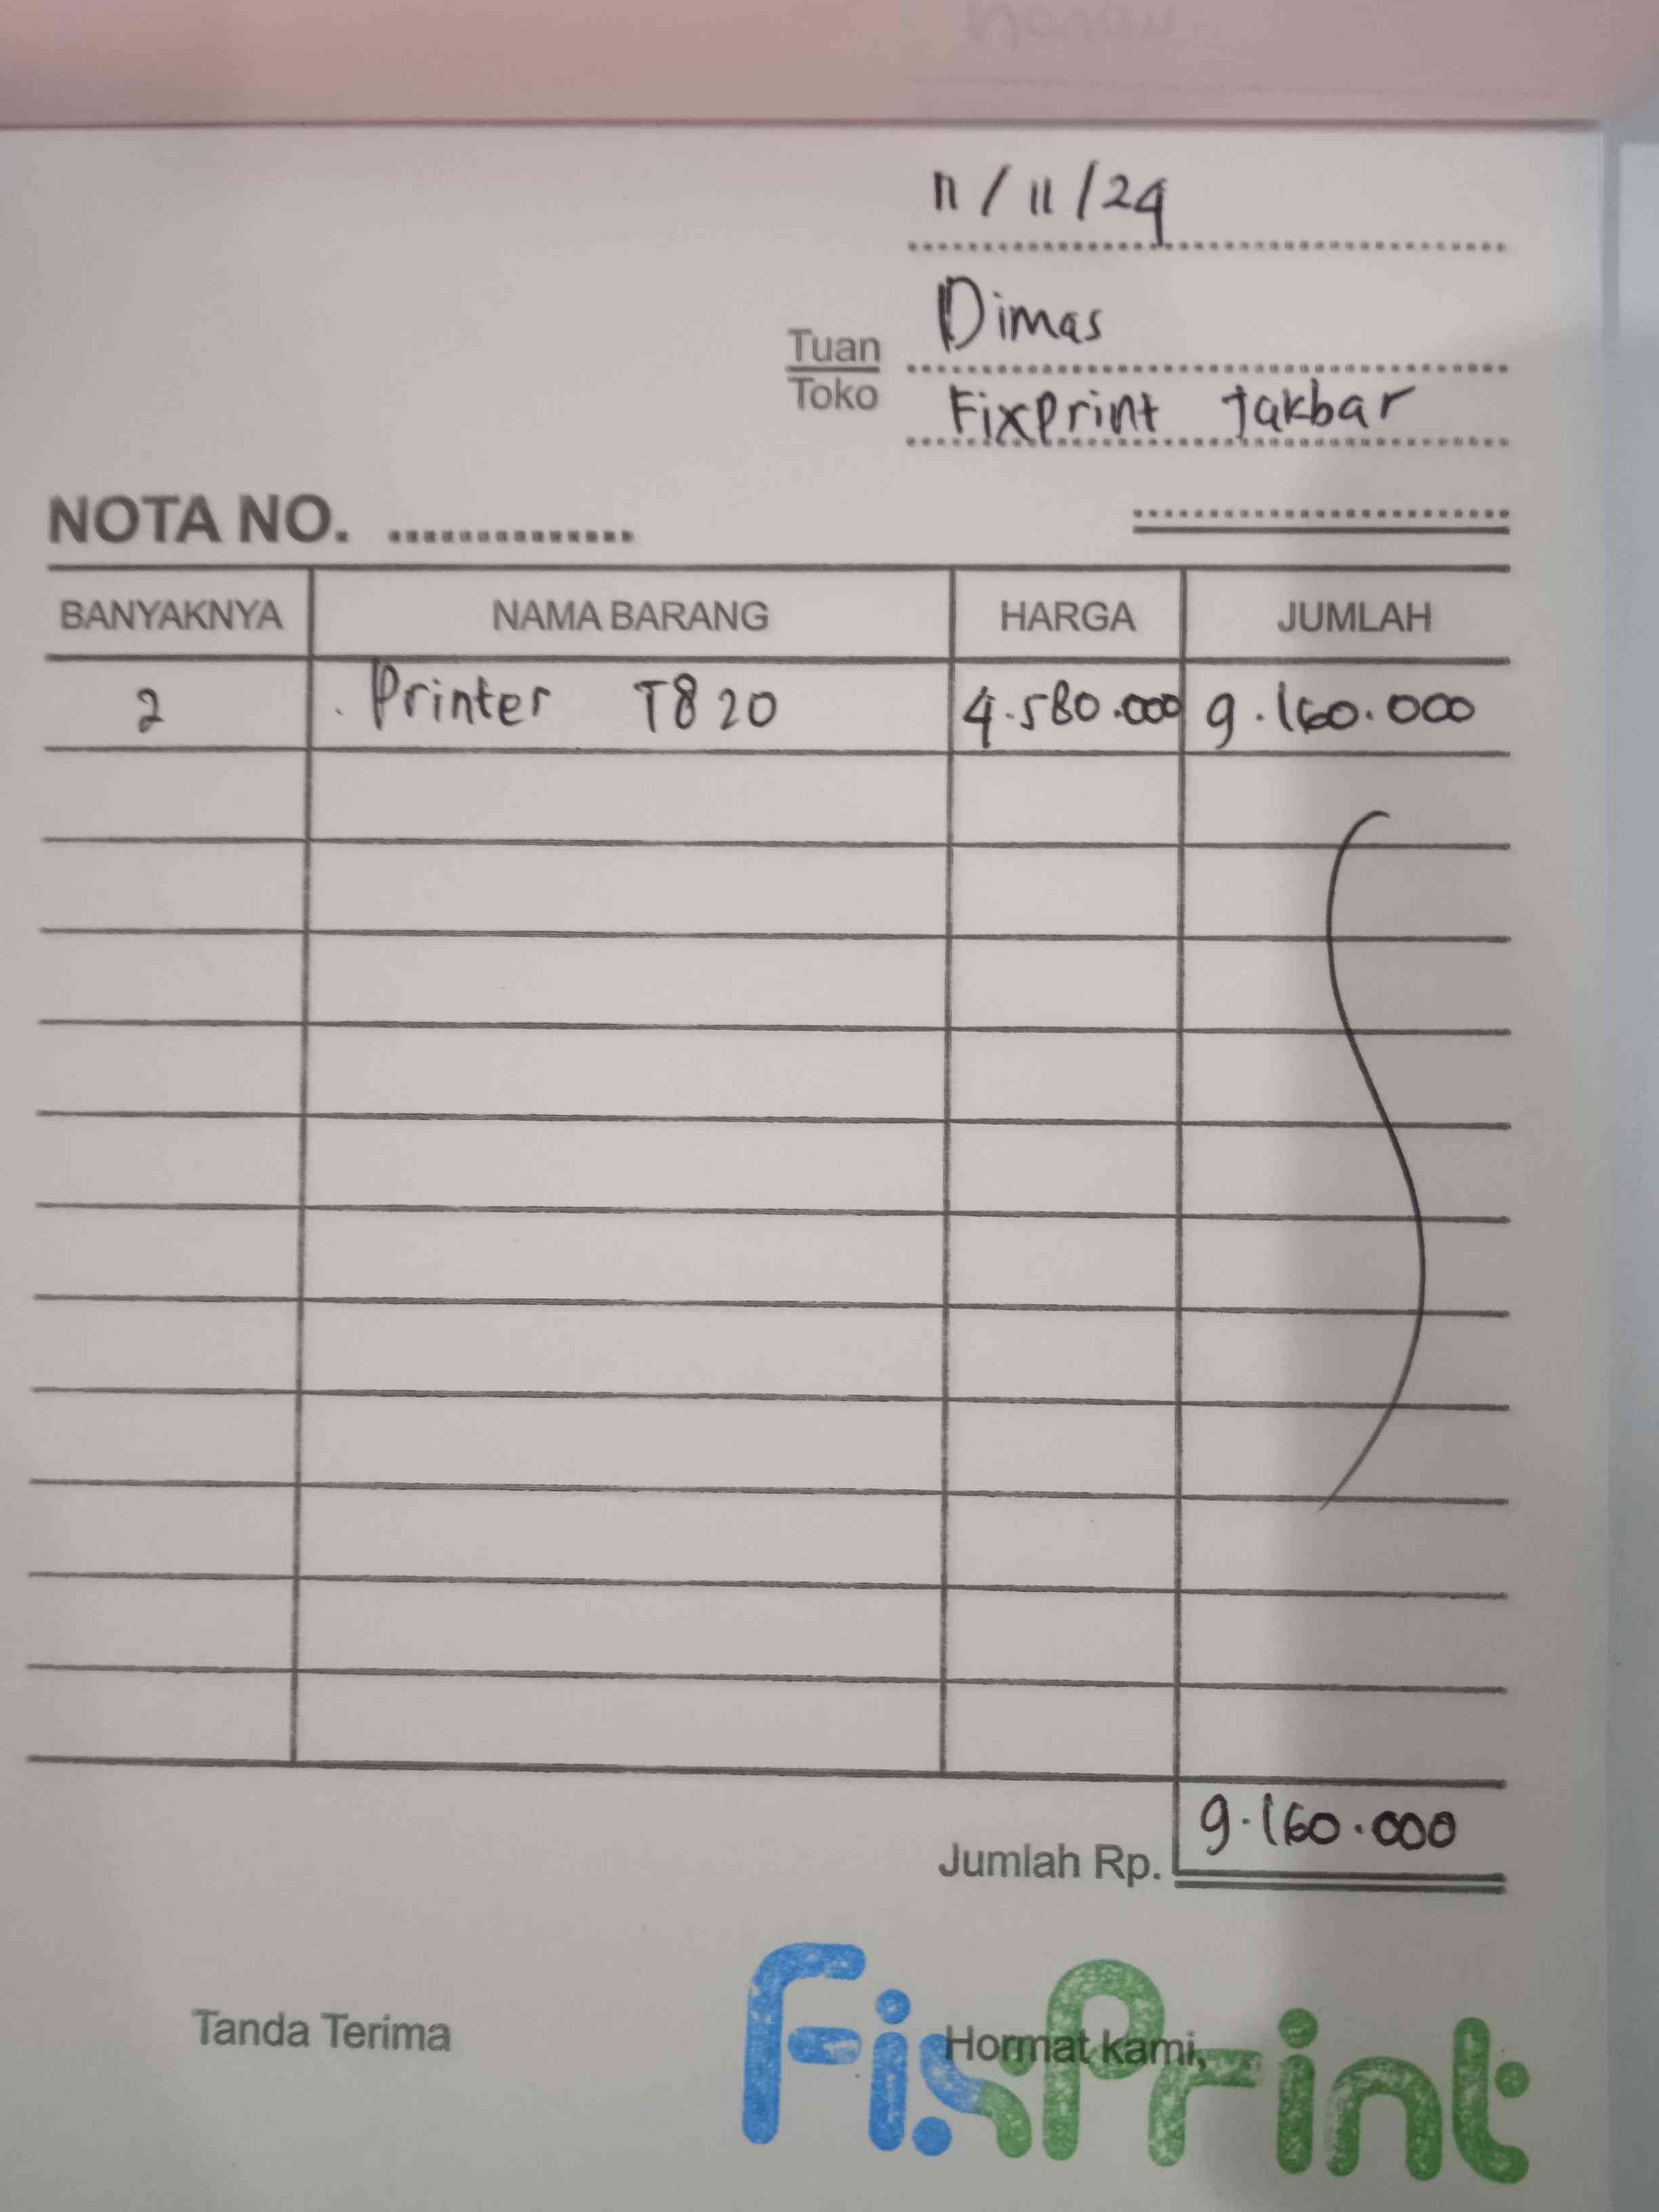 11/11/24
Dimas
Tuan
Toko
Fixprint Jakbar
NOTA NO. ...............
BANYAKNYA NAMA BARANG HARGA JUMLAH
2 Printer T820 4.580.000 9.160.000
Jumlah Rp. 9.160.000
Tanda Terima Hormat kami,
FixPrint